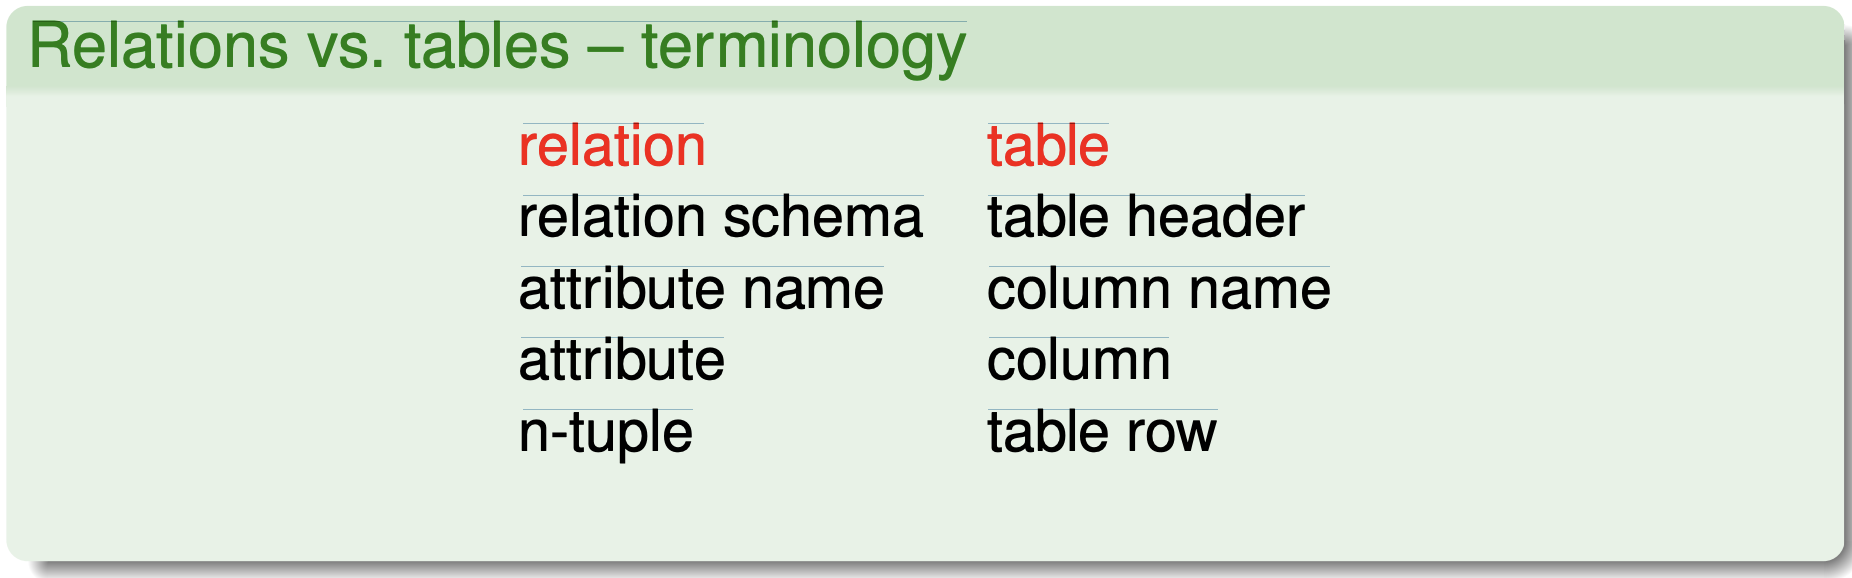 Relations vs. tables – terminology
relation table
relation schema table header
attribute name column name
attribute column
n-tuple table row